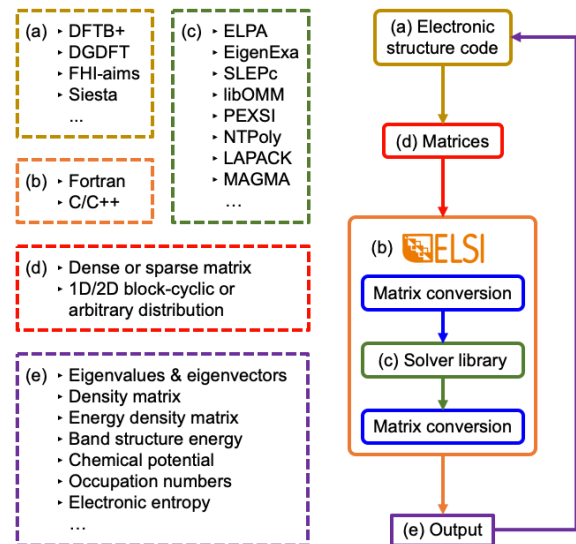 (a) ‣ DFTB+
‣ DGDFT
‣ FHI-aims
‣ Siesta
...
(b) ‣ Fortran
‣ C/C++
(c) ‣ ELPA
‣ EigenExa
‣ SLEPc
‣ libOMM
‣ PEXSI
‣ NTPoly
‣ LAPACK
‣ MAGMA
...
(d) ‣ Dense or sparse matrix
‣ 1D/2D block-cyclic or
arbitrary distribution
(e) ‣ Eigenvalues & eigenvectors
‣ Density matrix
‣ Energy density matrix
‣ Band structure energy
‣ Chemical potential
‣ Occupation numbers
‣ Electronic entropy
...
(a) Electronic
structure code
(d) Matrices
(b) ELSI
Matrix conversion
(c) Solver library
Matrix conversion
(e) Output